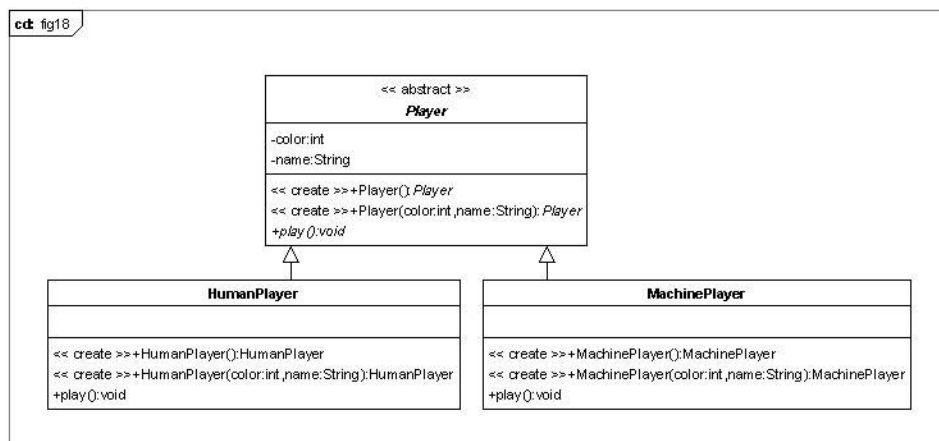 cd: fig18
<< abstract >>
Player
-color:int
-name:String
<< create >>+Player():Player
<< create >>+Player(color:int,name:String):Player
+play():void
HumanPlayer
<< create >>+HumanPlayer():HumanPlayer
<< create >>+HumanPlayer(color:int,name:String):HumanPlayer
+play():void
MachinePlayer
<< create >>+MachinePlayer():MachinePlayer
<< create >>+MachinePlayer(color:int,name:String):MachinePlayer
+play():void